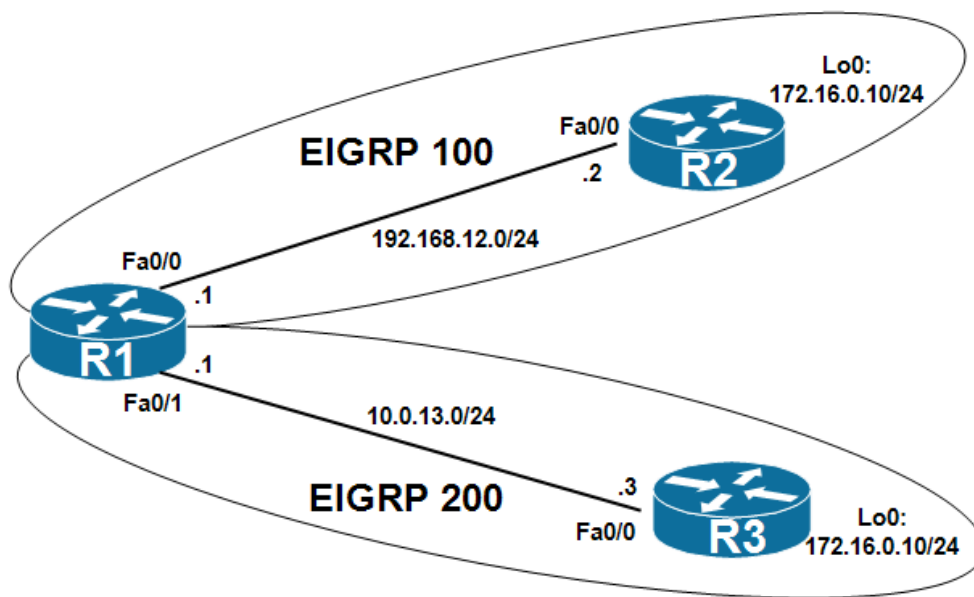 Lo0:
172.16.0.10/24
Fa0/0
EIGRP 100
R2
.2
192.168.12.0/24
Fa0/0
.1
R1
.1
Fa0/1
10.0.13.0/24
.3
EIGRP 200
Fa0/0
R3
Lo0:
172.16.0.10/24